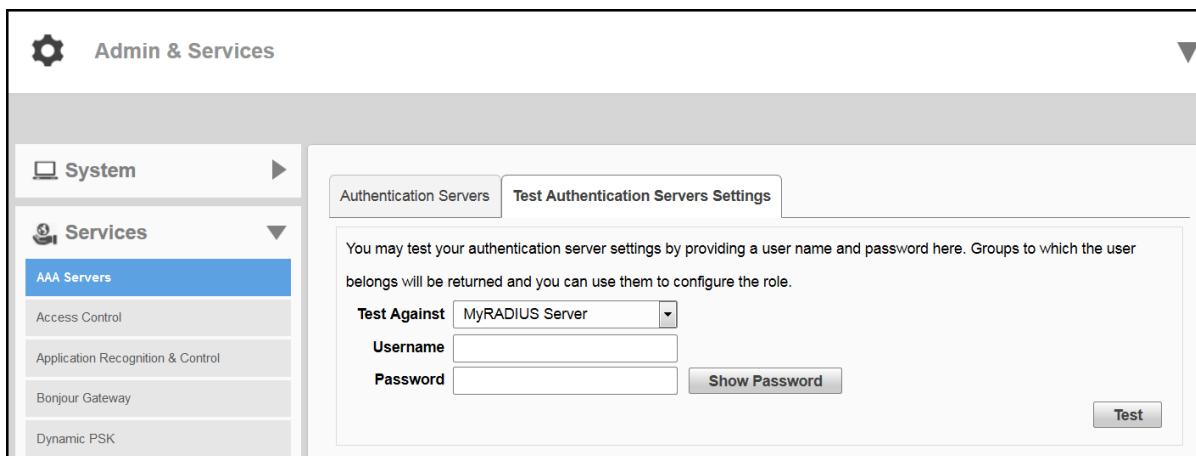 Admin & Services
System
Services
AAA Servers
Access Control
Application Recognition & Control
Bonjour Gateway
Dynamic PSK
Authentication Servers
Test Authentication Servers Settings
You may test your authentication server settings by providing a user name and password here. Groups to which the user
belongs will be returned and you can use them to configure the role.
Test Against MyRADIUS Server
Username
Password Show Password
Test